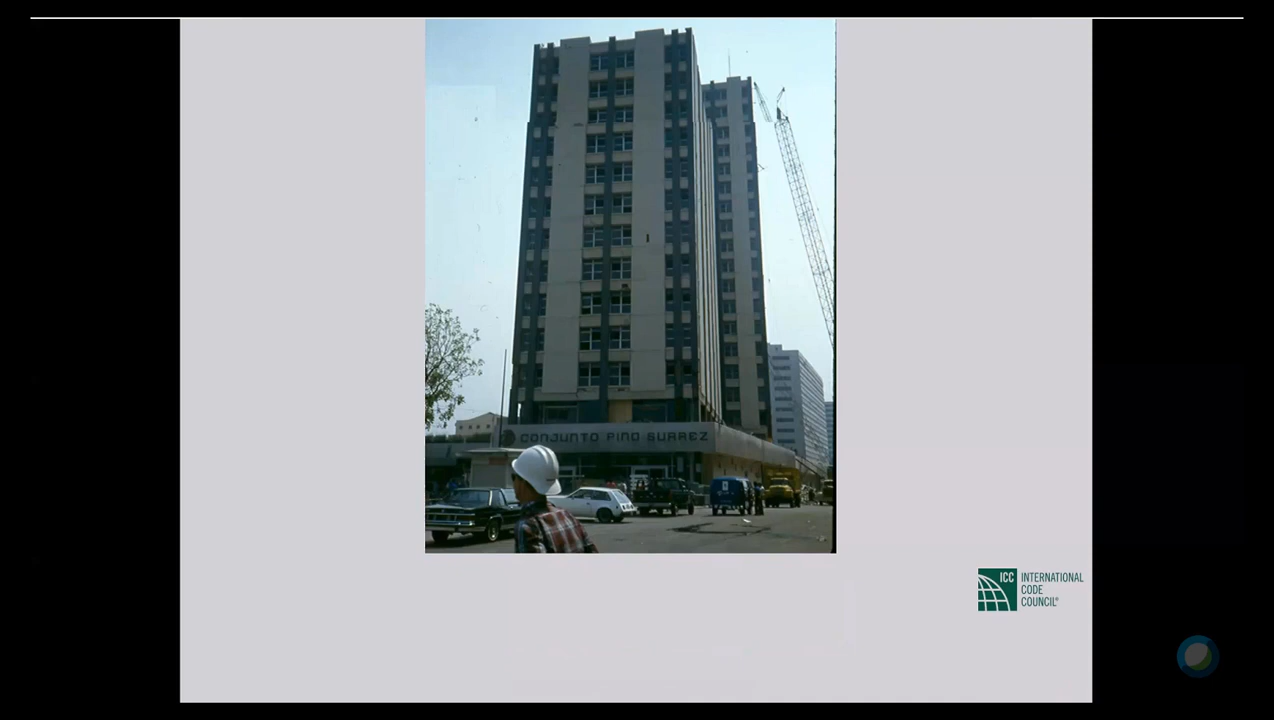 CONJUNTO PINO SUAREZ
ICC
INTERNATIONAL
CODE
COUNCIL®